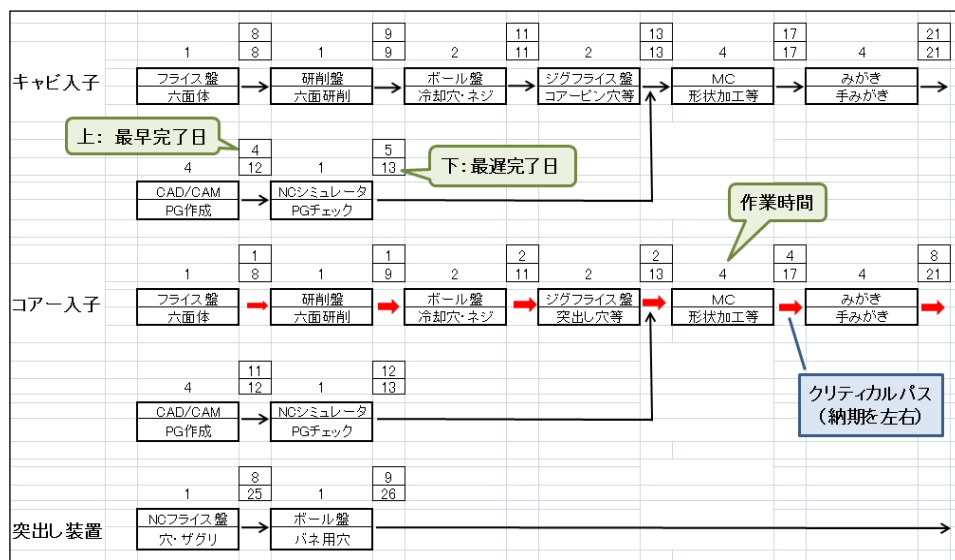 8 9 11 13 17 21
1 8 1 9 2 11 2 13 4 17 4 21
キャビ入子
フライス盤 研削盤 ボール盤 ジグフライス盤 MC みがき
六面体 六面研削 冷却穴・ネジ コアーピン穴等 形状加工等 手みがき
上: 最早完了日
4 5
4 12 1 13
下:最遅完了日
CAD/CAM NCシミュレータ
PG作成 PGチェック
作業時間
1 1 2 2 4 8
1 8 1 9 2 11 2 13 4 17 4 21
コアー入子
フライス盤 研削盤 ボール盤 ジグフライス盤 MC みがき
六面体 六面研削 冷却穴・ネジ 突出し穴等 形状加工等 手みがき
11 12
4 12 1 13
CAD/CAM NCシミュレータ
PG作成 PGチェック
クリティカルパス
(納期を左右)
8 9
1 25 1 26
突出し装置
NCフライス盤 ボール盤
穴・ザグリ バネ用穴